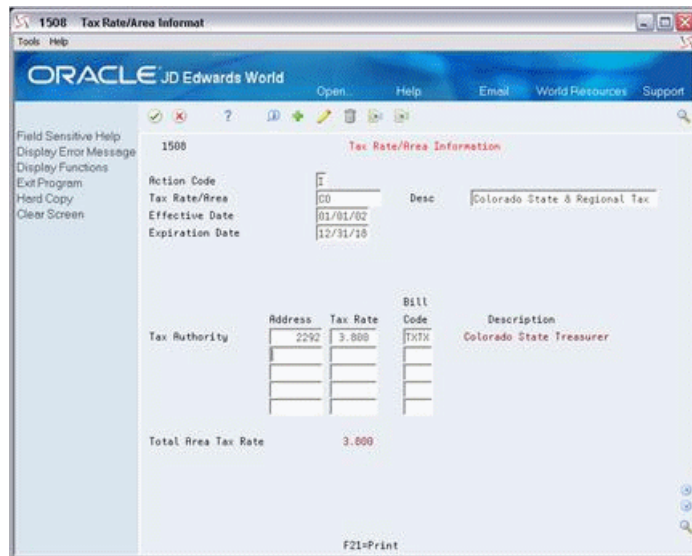 1508 Tax Rate/Area Informat
Tools Help
ORACLE JD Edwards World
Open... Help Email World Resources Support
Field Sensitive Help
Display Error Message
Display Functions
Exit Program
Hard Copy
Clear Screen
1508 Tax Rate/Area Information
Action Code I
Tax Rate/Area CO Desc Colorado State & Regional Tax
Effective Date 01/01/02
Expiration Date 12/31/18
Bill
Address Tax Rate Code Description
Tax Authority 2292 3.800 TXTX Colorado State Treasurer
Total Area Tax Rate 3.800
F21=Print